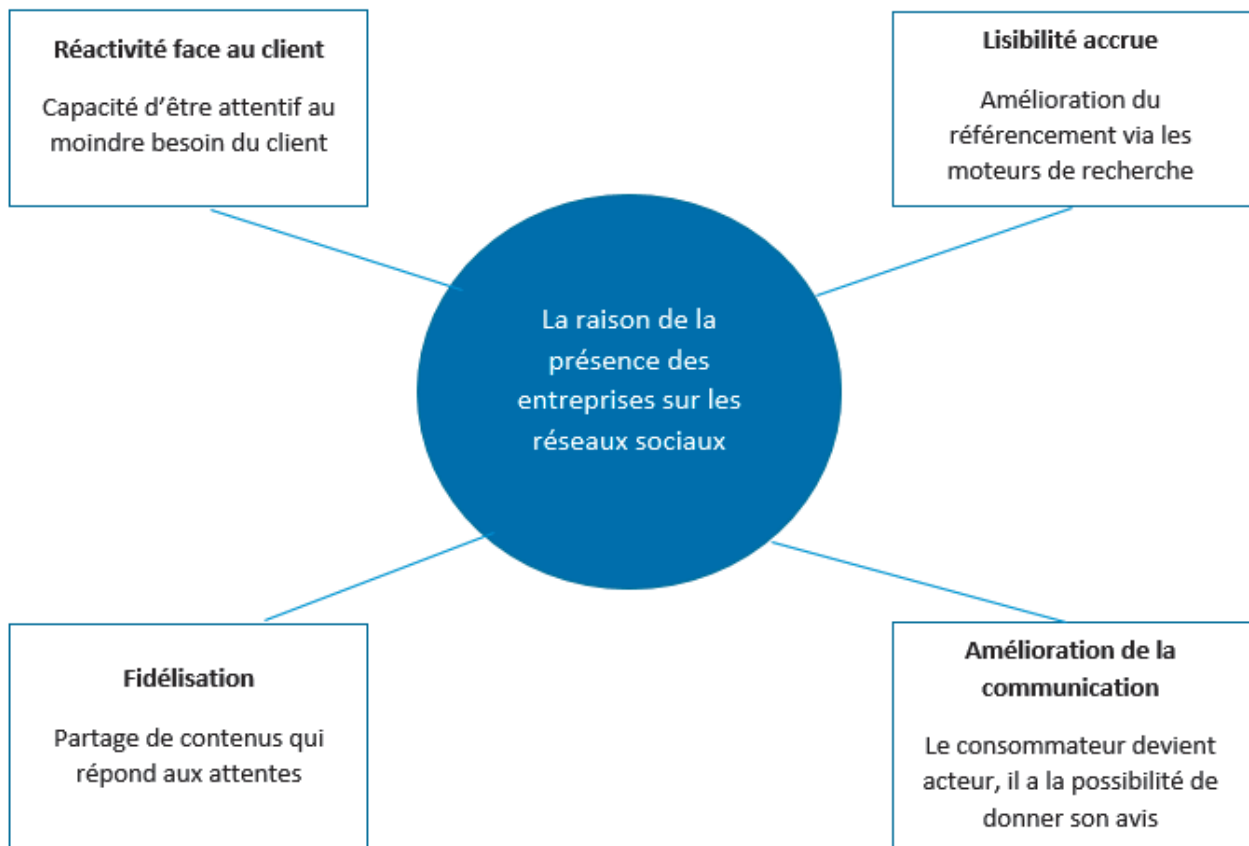 Réactivité face au client
Capacité d’être attentif au
moindre besoin du client
Lisibilité accrue
Amélioration du
référencement via les
moteurs de recherche
La raison de la
présence des
entreprises sur les
réseaux sociaux
Fidélisation
Partage de contenus qui
répond aux attentes
Amélioration de la
communication
Le consommateur devient
acteur, il a la possibilité de
donner son avis